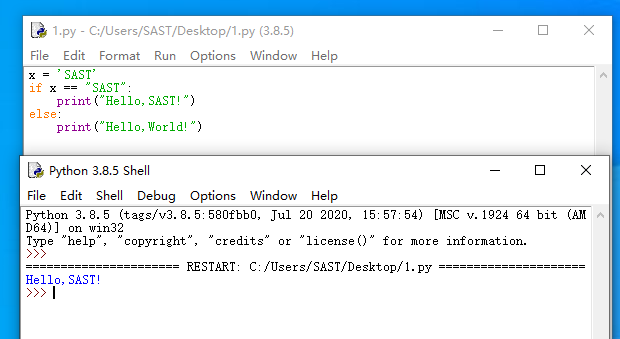 1.py - C:/Users/SAST/Desktop/1.py (3.8.5)
File Edit Format Run Options Window Help
x = 'SAST'
if x == "SAST":
    print("Hello,SAST!")
else:
    print("Hello,World!")
Python 3.8.5 Shell
File Edit Shell Debug Options Window Help
Python 3.8.5 (tags/v3.8.5:580fbb0, Jul 20 2020, 15:57:54) [MSC v.1924 64 bit (AM
D64)] on win32
Type "help", "copyright", "credits" or "license()" for more information.
>>>
====================== RESTART: C:/Users/SAST/Desktop/1.py =====================
Hello,SAST!
>>>